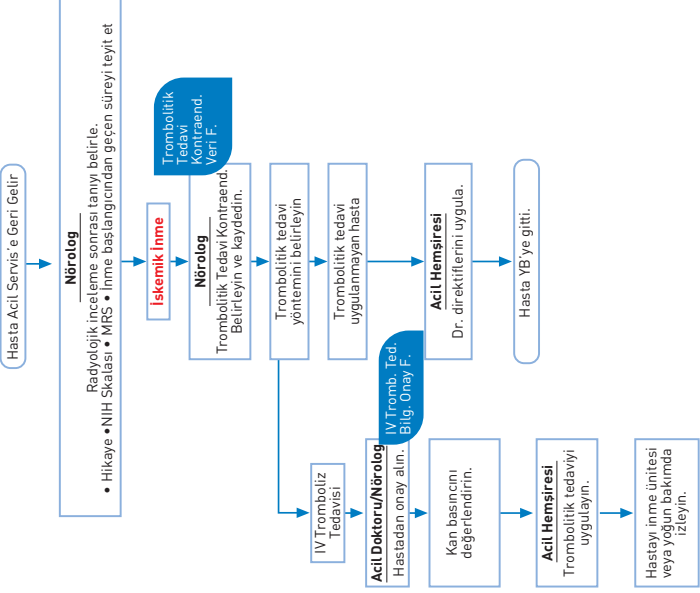 Hasta Acil Servis'e Geri Gelir
Nörolog
Radyolojik inceleme sonrası tanıyı belirle.
• Hikaye •NIH Skalası • MRS • İnme başlangıcından geçen süreyi teyit et
İskemik İnme
Trombolitik
Tedavi
Kontraend.
Veri F.
Nörolog
Trombolitik Tedavi Kontraend.
Belirleyin ve kaydedin.
Trombolitik tedavi
yöntemini belirleyin
Trombolitik tedavi
uygulanmayan hasta
Acil Hemşiresi
Dr. direktiflerini uygula.
Hasta YB'ye gitti.
IV Tromboliz
Tedavisi
IV Tromb. Ted.
Bilg. Onay F.
Acil Doktoru/Nörolog
Hastadan onay alın.
Kan basıncını
değerlendirin.
Acil Hemşiresi
Trombolitik tedaviyi
uygulayın.
Hastayı inme ünitesi
veya yoğun bakımda
izleyin.